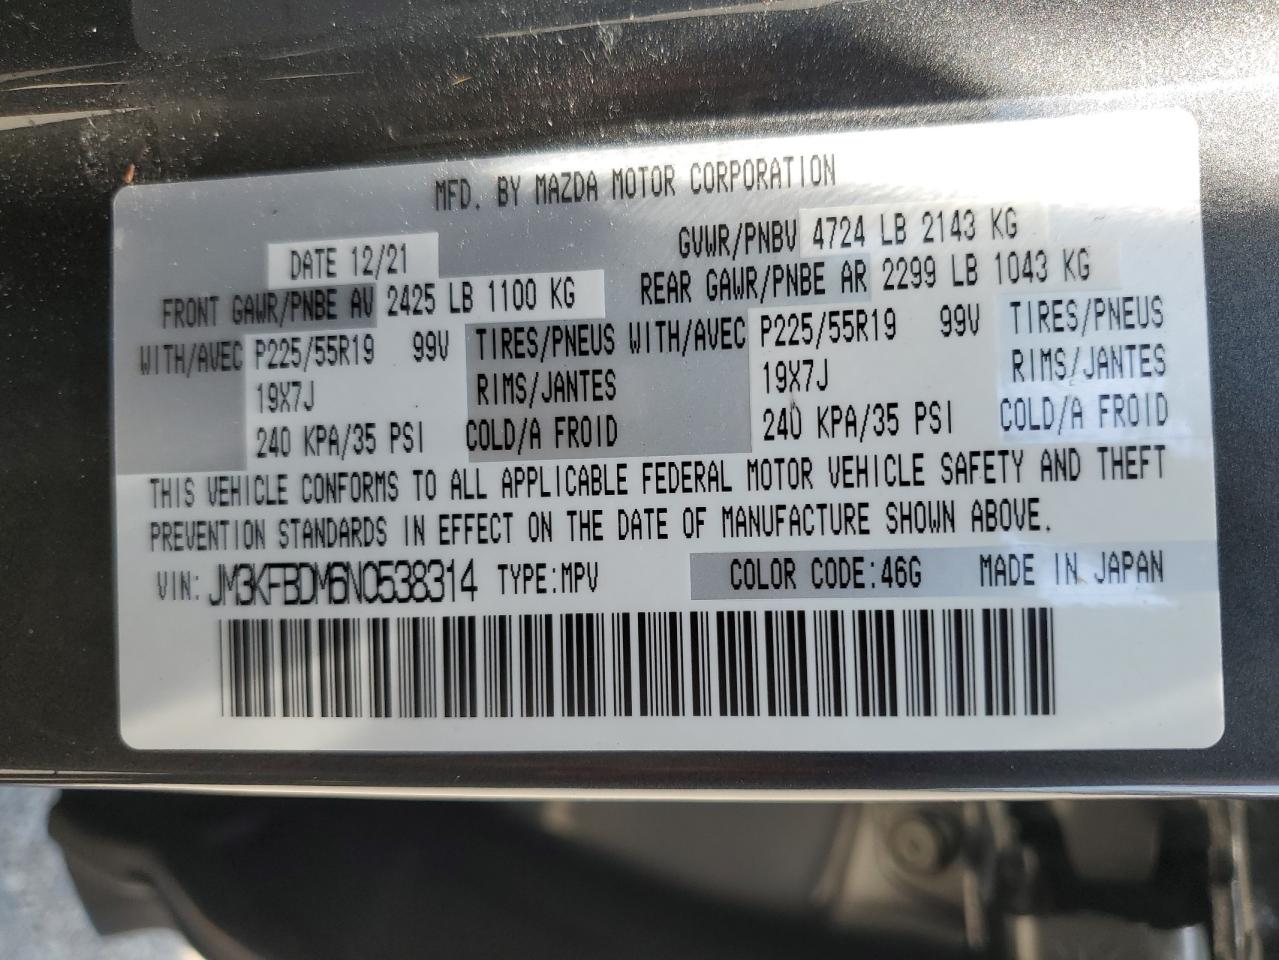 MFD. BY MAZDA MOTOR CORPORATION
DATE 12/21 GVWR/PNBV 4724 LB 2143 KG
FRONT GAWR/PNBE AV 2425 LB 1100 KG REAR GAWR/PNBE AR 2299 LB 1043 KG
WITH/AVEC P225/55R19 99V TIRES/PNEUS WITH/AVEC P225/55R19 99V TIRES/PNEUS
19X7J RIMS/JANTES 19X7J RIMS/JANTES
240 KPA/35 PSI COLD/A FROID 240 KPA/35 PSI COLD/A FROID
THIS VEHICLE CONFORMS TO ALL APPLICABLE FEDERAL MOTOR VEHICLE SAFETY AND THEFT
PREVENTION STANDARDS IN EFFECT ON THE DATE OF MANUFACTURE SHOWN ABOVE.
VIN: JM3KFBDM6N0538314 TYPE:MPV COLOR CODE:46G MADE IN JAPAN